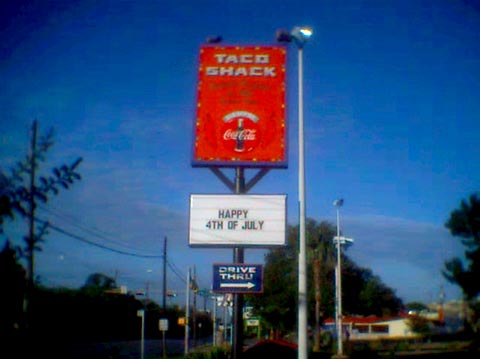 TACO
SHACK
Coca-Cola
HAPPY
4TH OF JULY
DRIVE
THRU